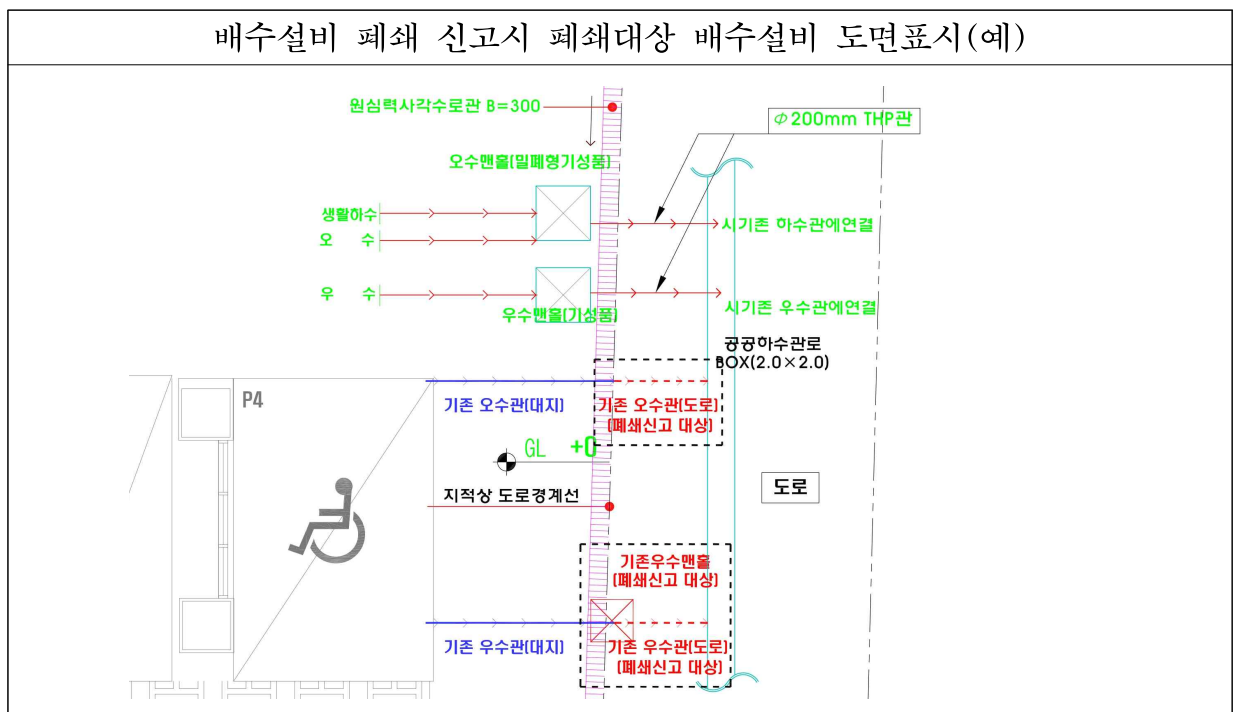 배수설비 폐쇄 신고시 폐쇄대상 배수설비 도면표시(예)
원심력사각수로관 B=300
Φ200mm THP관
오수맨홀(밀폐형기성품)
생활하수
시기존 하수관에연결
오 수
우 수
시기존 우수관에연결
우수맨홀(기성품)
공공하수관로
BOX(2.0×2.0)
P4
기존 오수관(대지)
기존 오수관(도로)
(폐쇄신고 대상)
GL +0
지적상 도로경계선
도로
기존우수맨홀
(폐쇄신고 대상)
기존 우수관(대지)
기존 우수관(도로)
(폐쇄신고 대상)